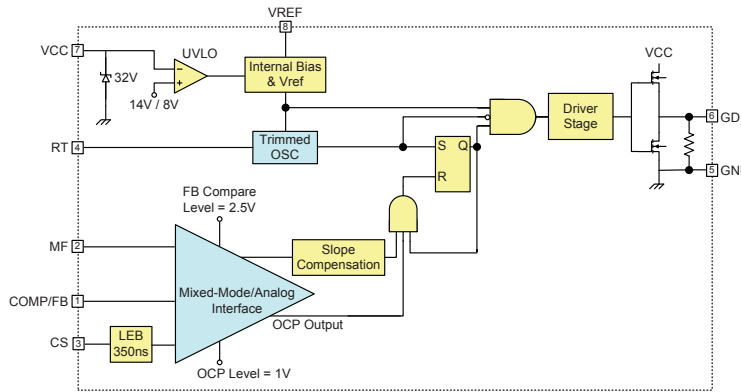 VREF
8
VCC
7
UVLO
32V
14V / 8V
Internal Bias
& Vref
VCC
Driver
Stage
6
GD
RT
4
Trimmed
OSC
S
Q
R
5
GN
FB Compare
Level = 2.5V
MF
2
Slope
Compensation
Mixed-Mode/Analog
Interface
COMP/FB
1
OCP Output
CS
3
LEB
350ns
OCP Level = 1V